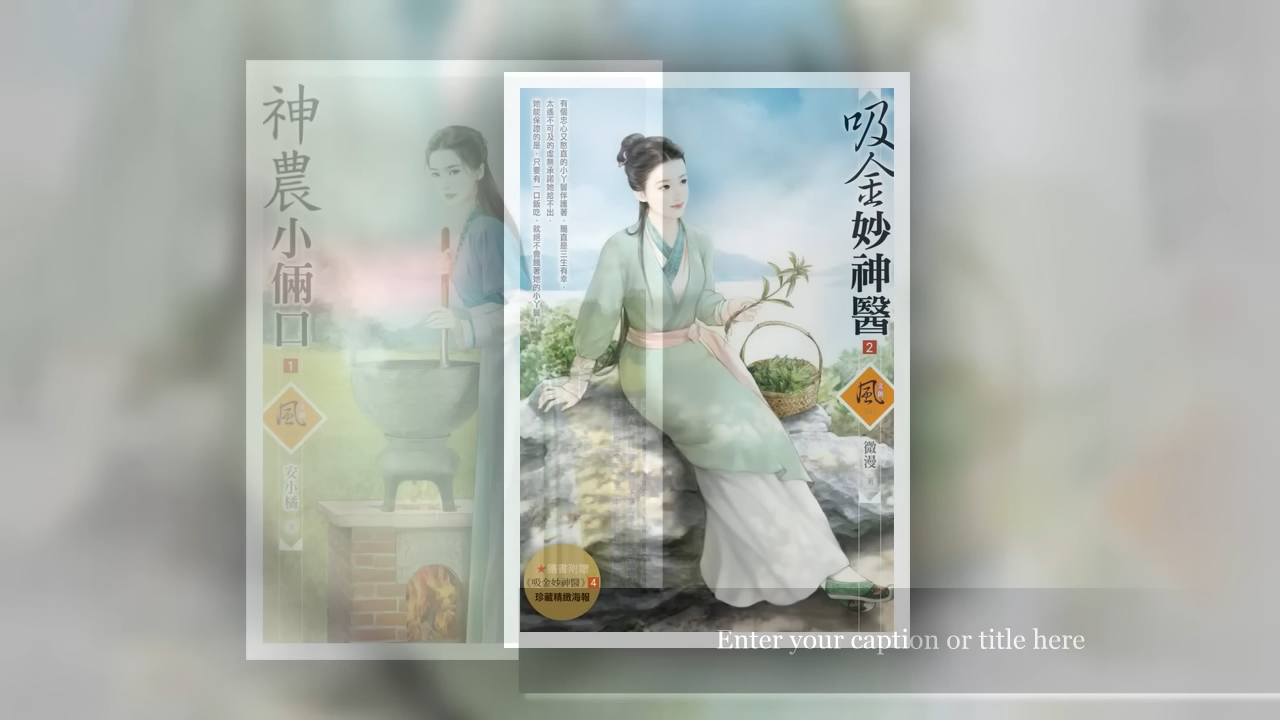 神農小倆口
1
風
安小橘
有個忠心又憨直的小丫鬟伴護著，簡直是三生有幸，
太遙不可及的虛無承諾她給不出，
她能保證的是，只要有一口飯吃，就絕不會餓著她的小丫鬟
吸金妙神醫
2
風
微漫
著
★隨書附贈
《吸金妙神醫》4
珍藏精緻海報
Enter your caption or title here